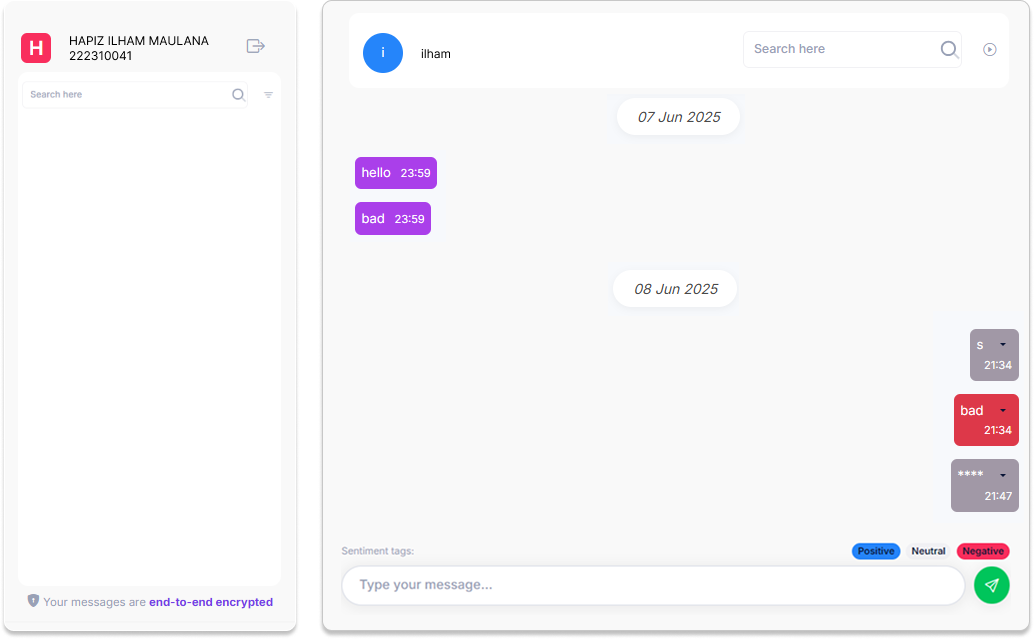 H
HAPIZ ILHAM MAULANA
222310041
Search here
Your messages are end-to-end encrypted
i
ilham
Search here
07 Jun 2025
hello 23:59
bad 23:59
08 Jun 2025
s
21:34
bad
21:34
****
21:47
Sentiment tags:
Positive Neutral Negative
Type your message...